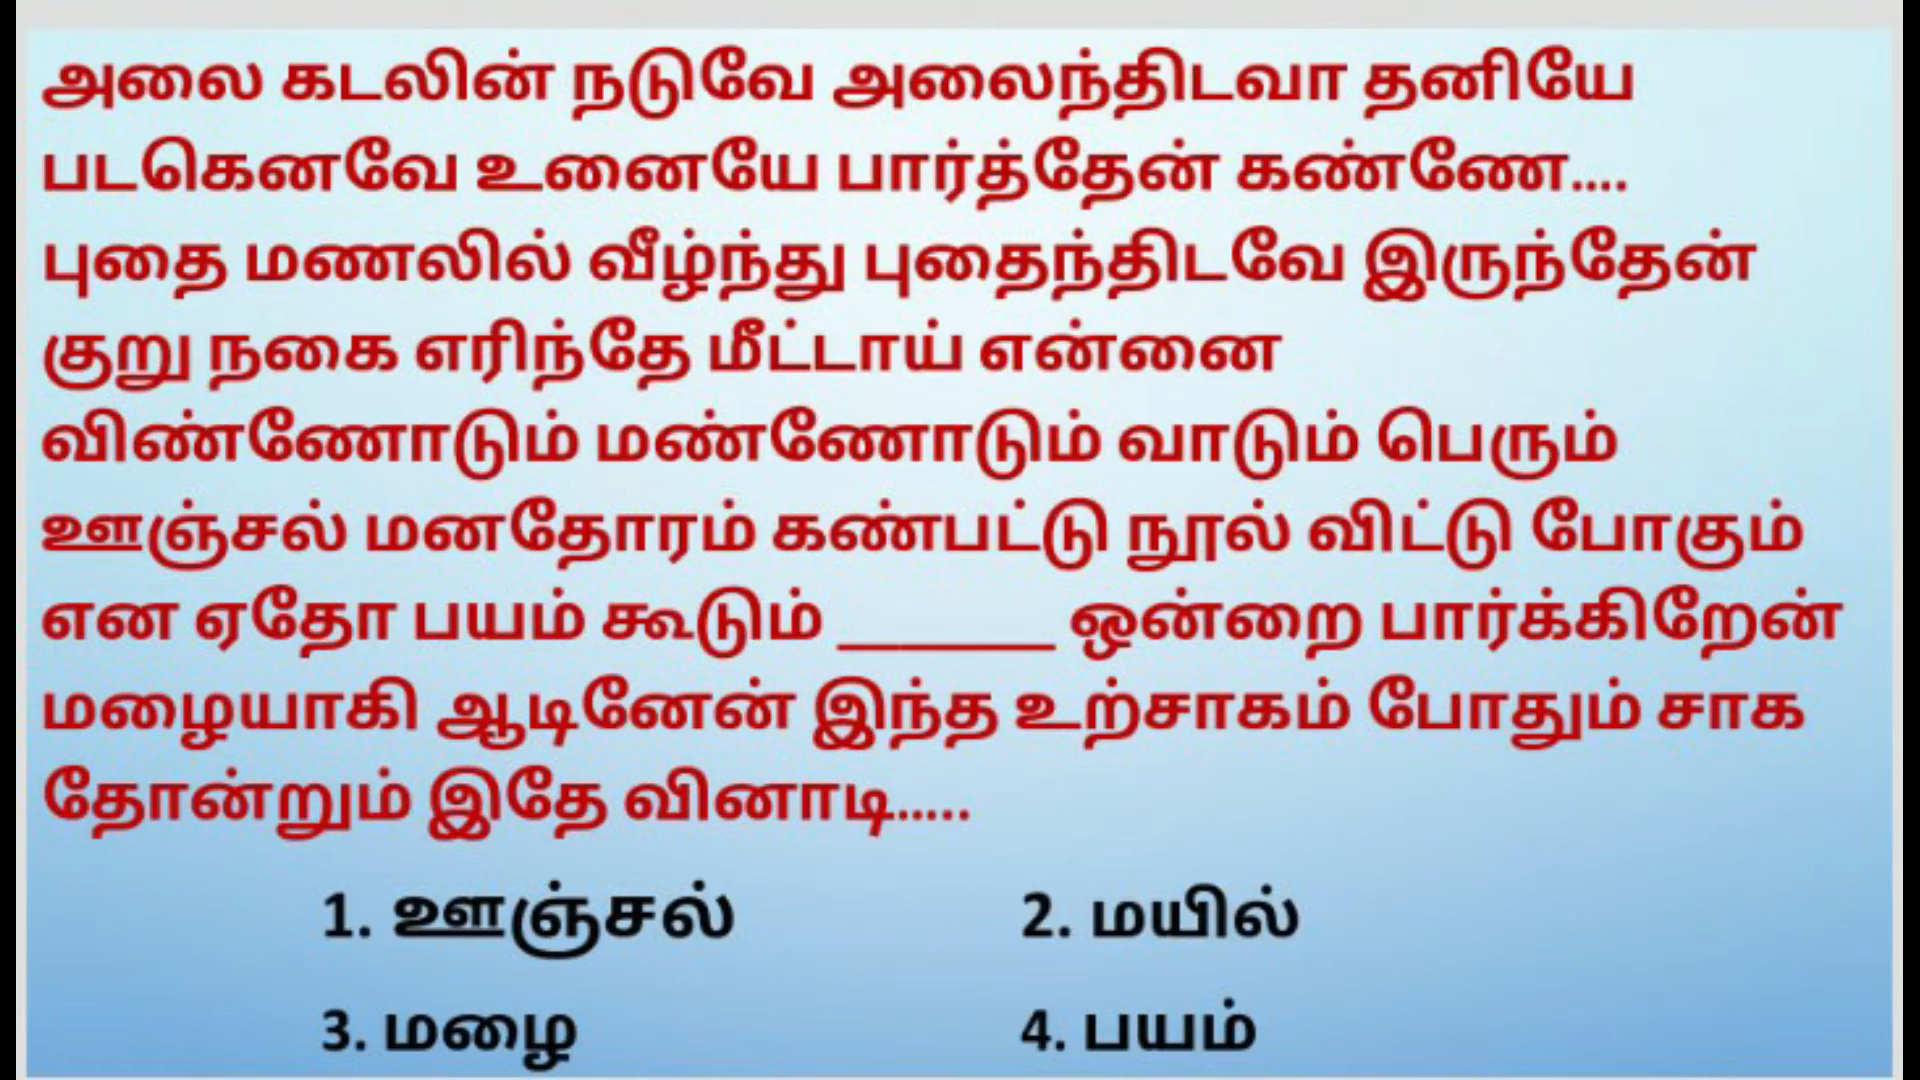 அலை கடலின் நடுவே அலைந்திடவா தனியே
படகெனவே உனையே பார்த்தேன் கண்ணே....
புதை மணலில் வீழ்ந்து புதைந்திடவே இருந்தேன்
குறு நகை எரிந்தே மீட்டாய் என்னை
விண்ணோடும் மண்ணோடும் வாடும் பெரும்
ஊஞ்சல் மனதோரம் கண்பட்டு நூல் விட்டு போகும்
என ஏதோ பயம் கூடும் _______ ஒன்றை பார்க்கிறேன்
மழையாகி ஆடினேன் இந்த உற்சாகம் போதும் சாக
தோன்றும் இதே வினாடி.....
1. ஊஞ்சல் 2. மயில்
3. மழை 4. பயம்